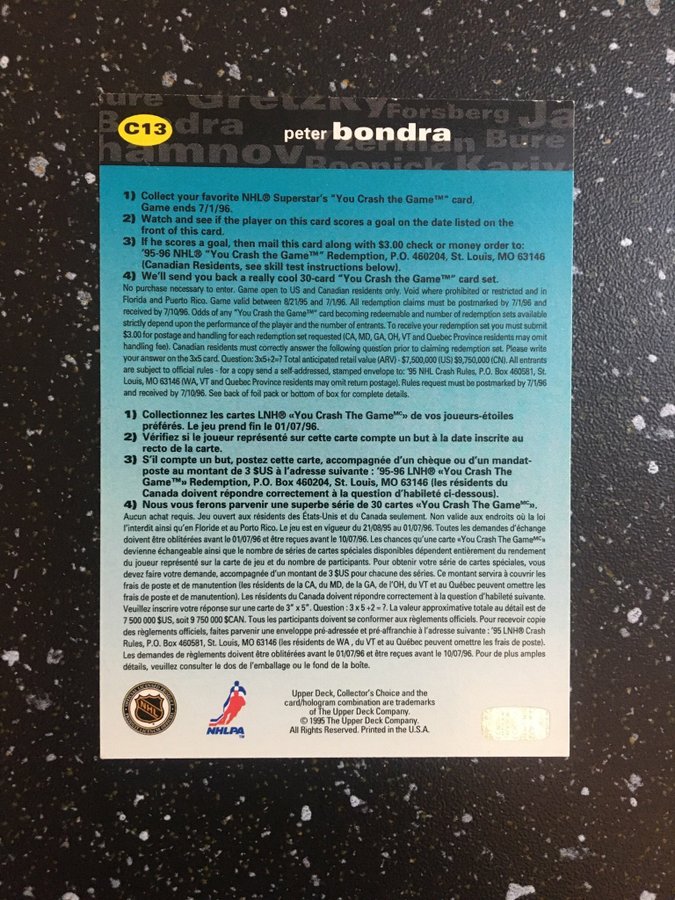 Bure Gretzky Forsberg Ja
C13 Bondra peter bondra Yzerman Bure
hamnov Roenick Kariy
1) Collect your favorite NHL® Superstar's "You Crash the Game™" card,
Game ends 7/1/96.
2) Watch and see if the player on this card scores a goal on the date listed on the
front of this card.
3) If he scores a goal, then mail this card along with $3.00 check or money order to:
'95-96 NHL® "You Crash the Game™" Redemption, P.O. 460204, St. Louis, MO 63146
(Canadian Residents, see skill test instructions below).
4) We'll send you back a really cool 30-card "You Crash the Game™" card set.
No purchase necessary to enter. Game open to US and Canadian residents only. Void where prohibited or restricted and in
Florida and Puerto Rico. Game valid between 8/21/95 and 7/1/96. All redemption claims must be postmarked by 7/1/96 and
received by 7/10/96. Odds of any "You Crash the Game™" card becoming redeemable and number of redemption sets available
strictly depend upon the performance of the player and the number of entrants. To receive your redemption set you must submit
$3.00 for postage and handling for each redemption set requested (CA, MD, GA, OH, VT and Quebec Province residents may omit
handling fee). Canadian residents must correctly answer the following question prior to claiming redemption set. Please write
your answer on the 3x5 card. Question: 3x5+2=? Total anticipated retail value (ARV) - $7,500,000 (US) $9,750,000 (CN). All entrants
are subject to official rules - for a copy send a self-addressed, stamped envelope to: '95 NHL Crash Rules, P.O. Box 460581, St.
Louis, MO 63146 (WA, VT and Quebec Province residents may omit return postage). Rules request must be postmarked by 7/1/96
and received by 7/10/96. See back of foil pack or bottom of box for complete details.
1) Collectionnez les cartes LNH® «You Crash The Gameᴹᶜ» de vos joueurs-étoiles
préférés. Le jeu prend fin le 01/07/96.
2) Vérifiez si le joueur représenté sur cette carte compte un but à la date inscrite au
recto de la carte.
3) S'il compte un but, postez cette carte, accompagnée d'un chèque ou d'un mandat-
poste au montant de 3 $US à l'adresse suivante : '95-96 LNH® «You Crash The
Game™» Redemption, P.O. Box 460204, St. Louis, MO 63146 (les résidents du
Canada doivent répondre correctement à la question d'habileté ci-dessous).
4) Nous vous ferons parvenir une superbe série de 30 cartes «You Crash The Gameᴹᶜ».
Aucun achat requis. Jeu ouvert aux résidents des États-Unis et du Canada seulement. Non valide aux endroits où la loi
l'interdit ainsi qu'en Floride et au Porto Rico. Le jeu est en vigueur du 21/08/95 au 01/07/96. Toutes les demandes d'échange
doivent être oblitérées avant le 01/07/96 et être reçues avant le 10/07/96. Les chances qu'une carte «You Crash The Gameᴹᶜ»
devienne échangeable ainsi que le nombre de séries de cartes spéciales disponibles dépendent entièrement du rendement
du joueur représenté sur la carte de jeu et du nombre de participants. Pour obtenir votre série de cartes spéciales, vous
devez faire votre demande, accompagnée d'un montant de 3 $US pour chacune des séries. Ce montant servira à couvrir les
frais de poste et de manutention (les résidents de la CA, du MD, de la GA, de l'OH, du VT et au Québec peuvent omettre les
frais de poste et de manutention). Les résidents du Canada doivent répondre correctement à la question d'habileté suivante.
Veuillez inscrire votre réponse sur une carte de 3" x 5". Question : 3 x 5 +2 = ?. La valeur approximative totale au détail est de
7 500 000 $US, soit 9 750 000 $CAN. Tous les participants doivent se conformer aux règlements officiels. Pour recevoir copie
des règlements officiels, faites parvenir une enveloppe pré-adressée et pré-affranchie à l'adresse suivante : '95 LNH® Crash
Rules, P.O. Box 460581, St. Louis, MO 63146 (les résidents de WA , du VT et au Québec peuvent omettre les frais de poste).
Les demandes de règlements doivent être oblitérées avant le 01/07/96 et être reçues avant le 10/07/96. Pour de plus amples
détails, veuillez consulter le dos de l'emballage ou le fond de la boîte.
NHL
NHLPA
Upper Deck, Collector's Choice and the
card/hologram combination are trademarks
of The Upper Deck Company.
© 1995 The Upper Deck Company.
All Rights Reserved. Printed in the U.S.A.